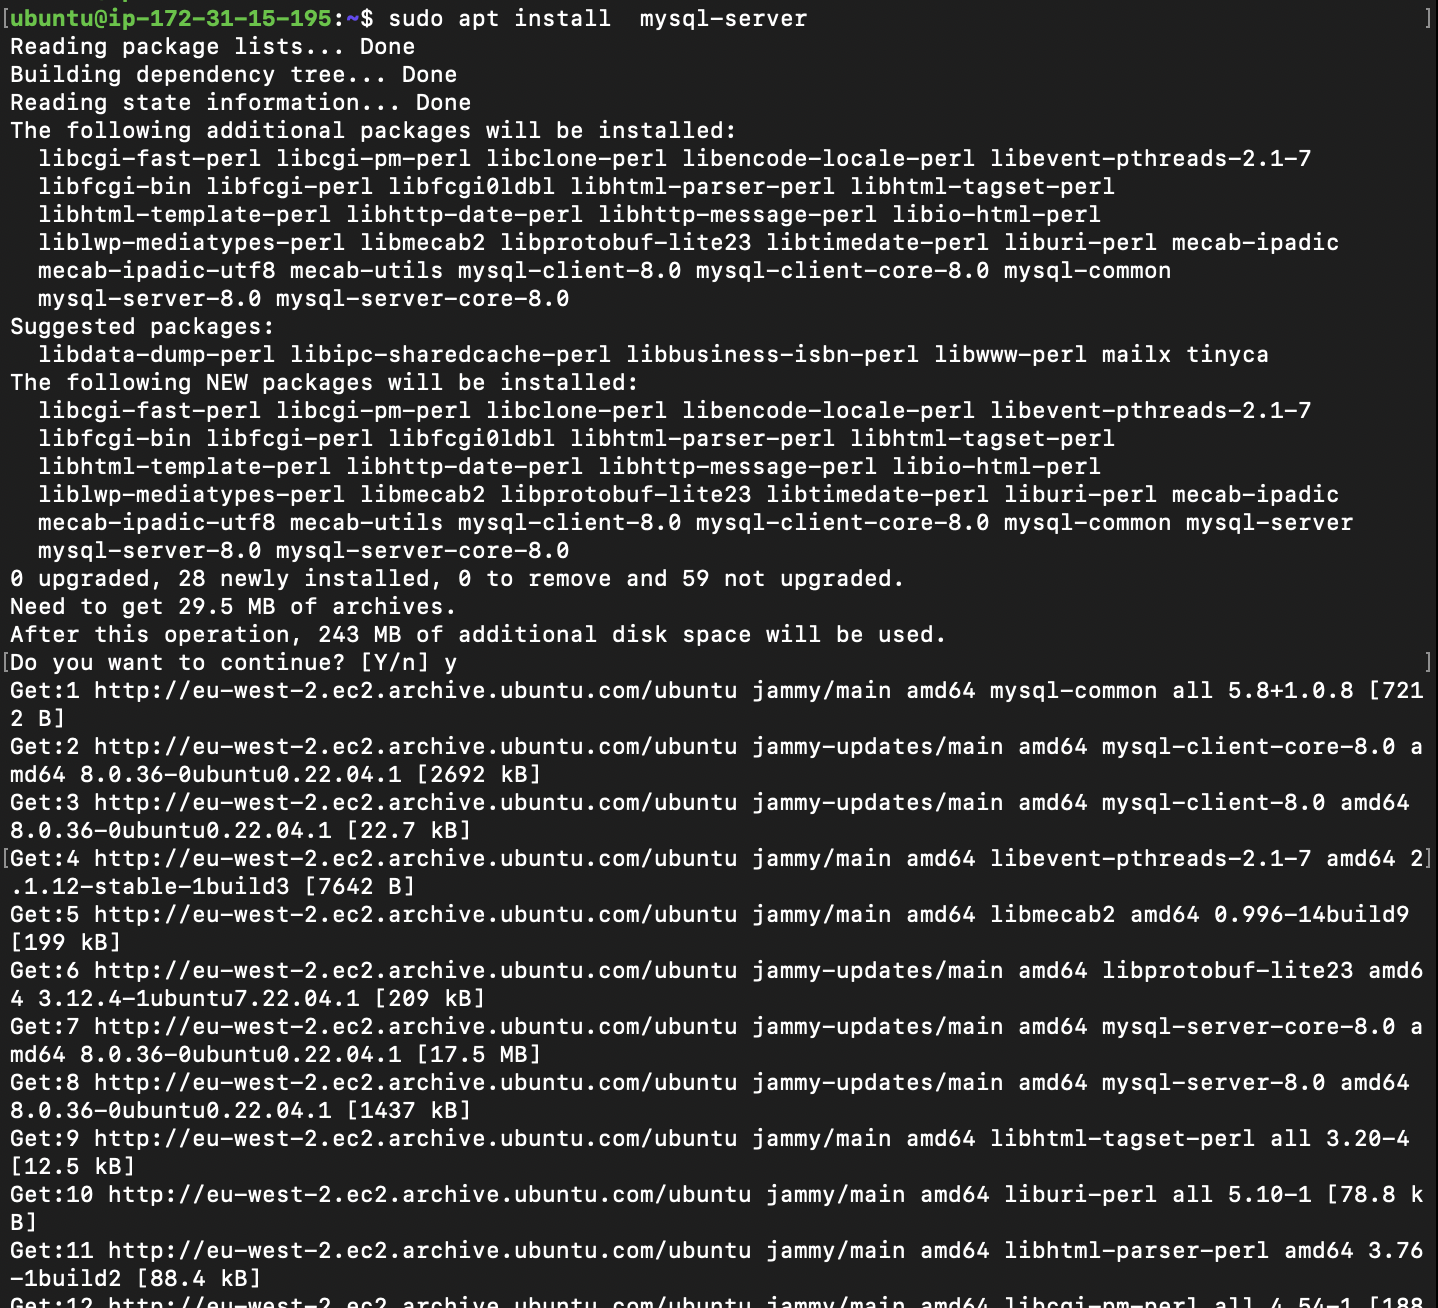 [ubuntu@ip-172-31-15-195:~$ sudo apt install  mysql-server ]
Reading package lists... Done
Building dependency tree... Done
Reading state information... Done
The following additional packages will be installed:
  libcgi-fast-perl libcgi-pm-perl libclone-perl libencode-locale-perl libevent-pthreads-2.1-7
  libfcgi-bin libfcgi-perl libfcgi0ldbl libhtml-parser-perl libhtml-tagset-perl
  libhtml-template-perl libhttp-date-perl libhttp-message-perl libio-html-perl
  liblwp-mediatypes-perl libmecab2 libprotobuf-lite23 libtimedate-perl liburi-perl mecab-ipadic
  mecab-ipadic-utf8 mecab-utils mysql-client-8.0 mysql-client-core-8.0 mysql-common
  mysql-server-8.0 mysql-server-core-8.0
Suggested packages:
  libdata-dump-perl libipc-sharedcache-perl libbusiness-isbn-perl libwww-perl mailx tinyca
The following NEW packages will be installed:
  libcgi-fast-perl libcgi-pm-perl libclone-perl libencode-locale-perl libevent-pthreads-2.1-7
  libfcgi-bin libfcgi-perl libfcgi0ldbl libhtml-parser-perl libhtml-tagset-perl
  libhtml-template-perl libhttp-date-perl libhttp-message-perl libio-html-perl
  liblwp-mediatypes-perl libmecab2 libprotobuf-lite23 libtimedate-perl liburi-perl mecab-ipadic
  mecab-ipadic-utf8 mecab-utils mysql-client-8.0 mysql-client-core-8.0 mysql-common mysql-server
  mysql-server-8.0 mysql-server-core-8.0
0 upgraded, 28 newly installed, 0 to remove and 59 not upgraded.
Need to get 29.5 MB of archives.
After this operation, 243 MB of additional disk space will be used.
[Do you want to continue? [Y/n] y ]
Get:1 http://eu-west-2.ec2.archive.ubuntu.com/ubuntu jammy/main amd64 mysql-common all 5.8+1.0.8 [721
2 B]
Get:2 http://eu-west-2.ec2.archive.ubuntu.com/ubuntu jammy-updates/main amd64 mysql-client-core-8.0 a
md64 8.0.36-0ubuntu0.22.04.1 [2692 kB]
Get:3 http://eu-west-2.ec2.archive.ubuntu.com/ubuntu jammy-updates/main amd64 mysql-client-8.0 amd64
8.0.36-0ubuntu0.22.04.1 [22.7 kB]
[Get:4 http://eu-west-2.ec2.archive.ubuntu.com/ubuntu jammy/main amd64 libevent-pthreads-2.1-7 amd64 2]
.1.12-stable-1build3 [7642 B]
Get:5 http://eu-west-2.ec2.archive.ubuntu.com/ubuntu jammy/main amd64 libmecab2 amd64 0.996-14build9
[199 kB]
Get:6 http://eu-west-2.ec2.archive.ubuntu.com/ubuntu jammy-updates/main amd64 libprotobuf-lite23 amd6
4 3.12.4-1ubuntu7.22.04.1 [209 kB]
Get:7 http://eu-west-2.ec2.archive.ubuntu.com/ubuntu jammy-updates/main amd64 mysql-server-core-8.0 a
md64 8.0.36-0ubuntu0.22.04.1 [17.5 MB]
Get:8 http://eu-west-2.ec2.archive.ubuntu.com/ubuntu jammy-updates/main amd64 mysql-server-8.0 amd64
8.0.36-0ubuntu0.22.04.1 [1437 kB]
Get:9 http://eu-west-2.ec2.archive.ubuntu.com/ubuntu jammy/main amd64 libhtml-tagset-perl all 3.20-4
[12.5 kB]
Get:10 http://eu-west-2.ec2.archive.ubuntu.com/ubuntu jammy/main amd64 liburi-perl all 5.10-1 [78.8 k
B]
Get:11 http://eu-west-2.ec2.archive.ubuntu.com/ubuntu jammy/main amd64 libhtml-parser-perl amd64 3.76
-1build2 [88.4 kB]
Get:12 http://eu-west-2.ec2.archive.ubuntu.com/ubuntu jammy/main amd64 libcgi-pm-perl all 4.54-1 [188